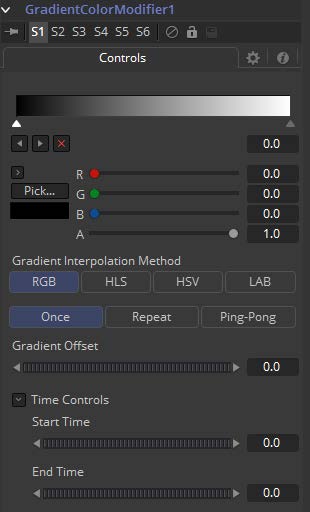 GradientColorModifier1
S1 S2 S3 S4 S5 S6
Controls
0.0
R 0.0
Pick... G 0.0
B 0.0
A 1.0
Gradient Interpolation Method
RGB HLS HSV LAB
Once Repeat Ping-Pong
Gradient Offset
0.0
Time Controls
Start Time
0.0
End Time
0.0